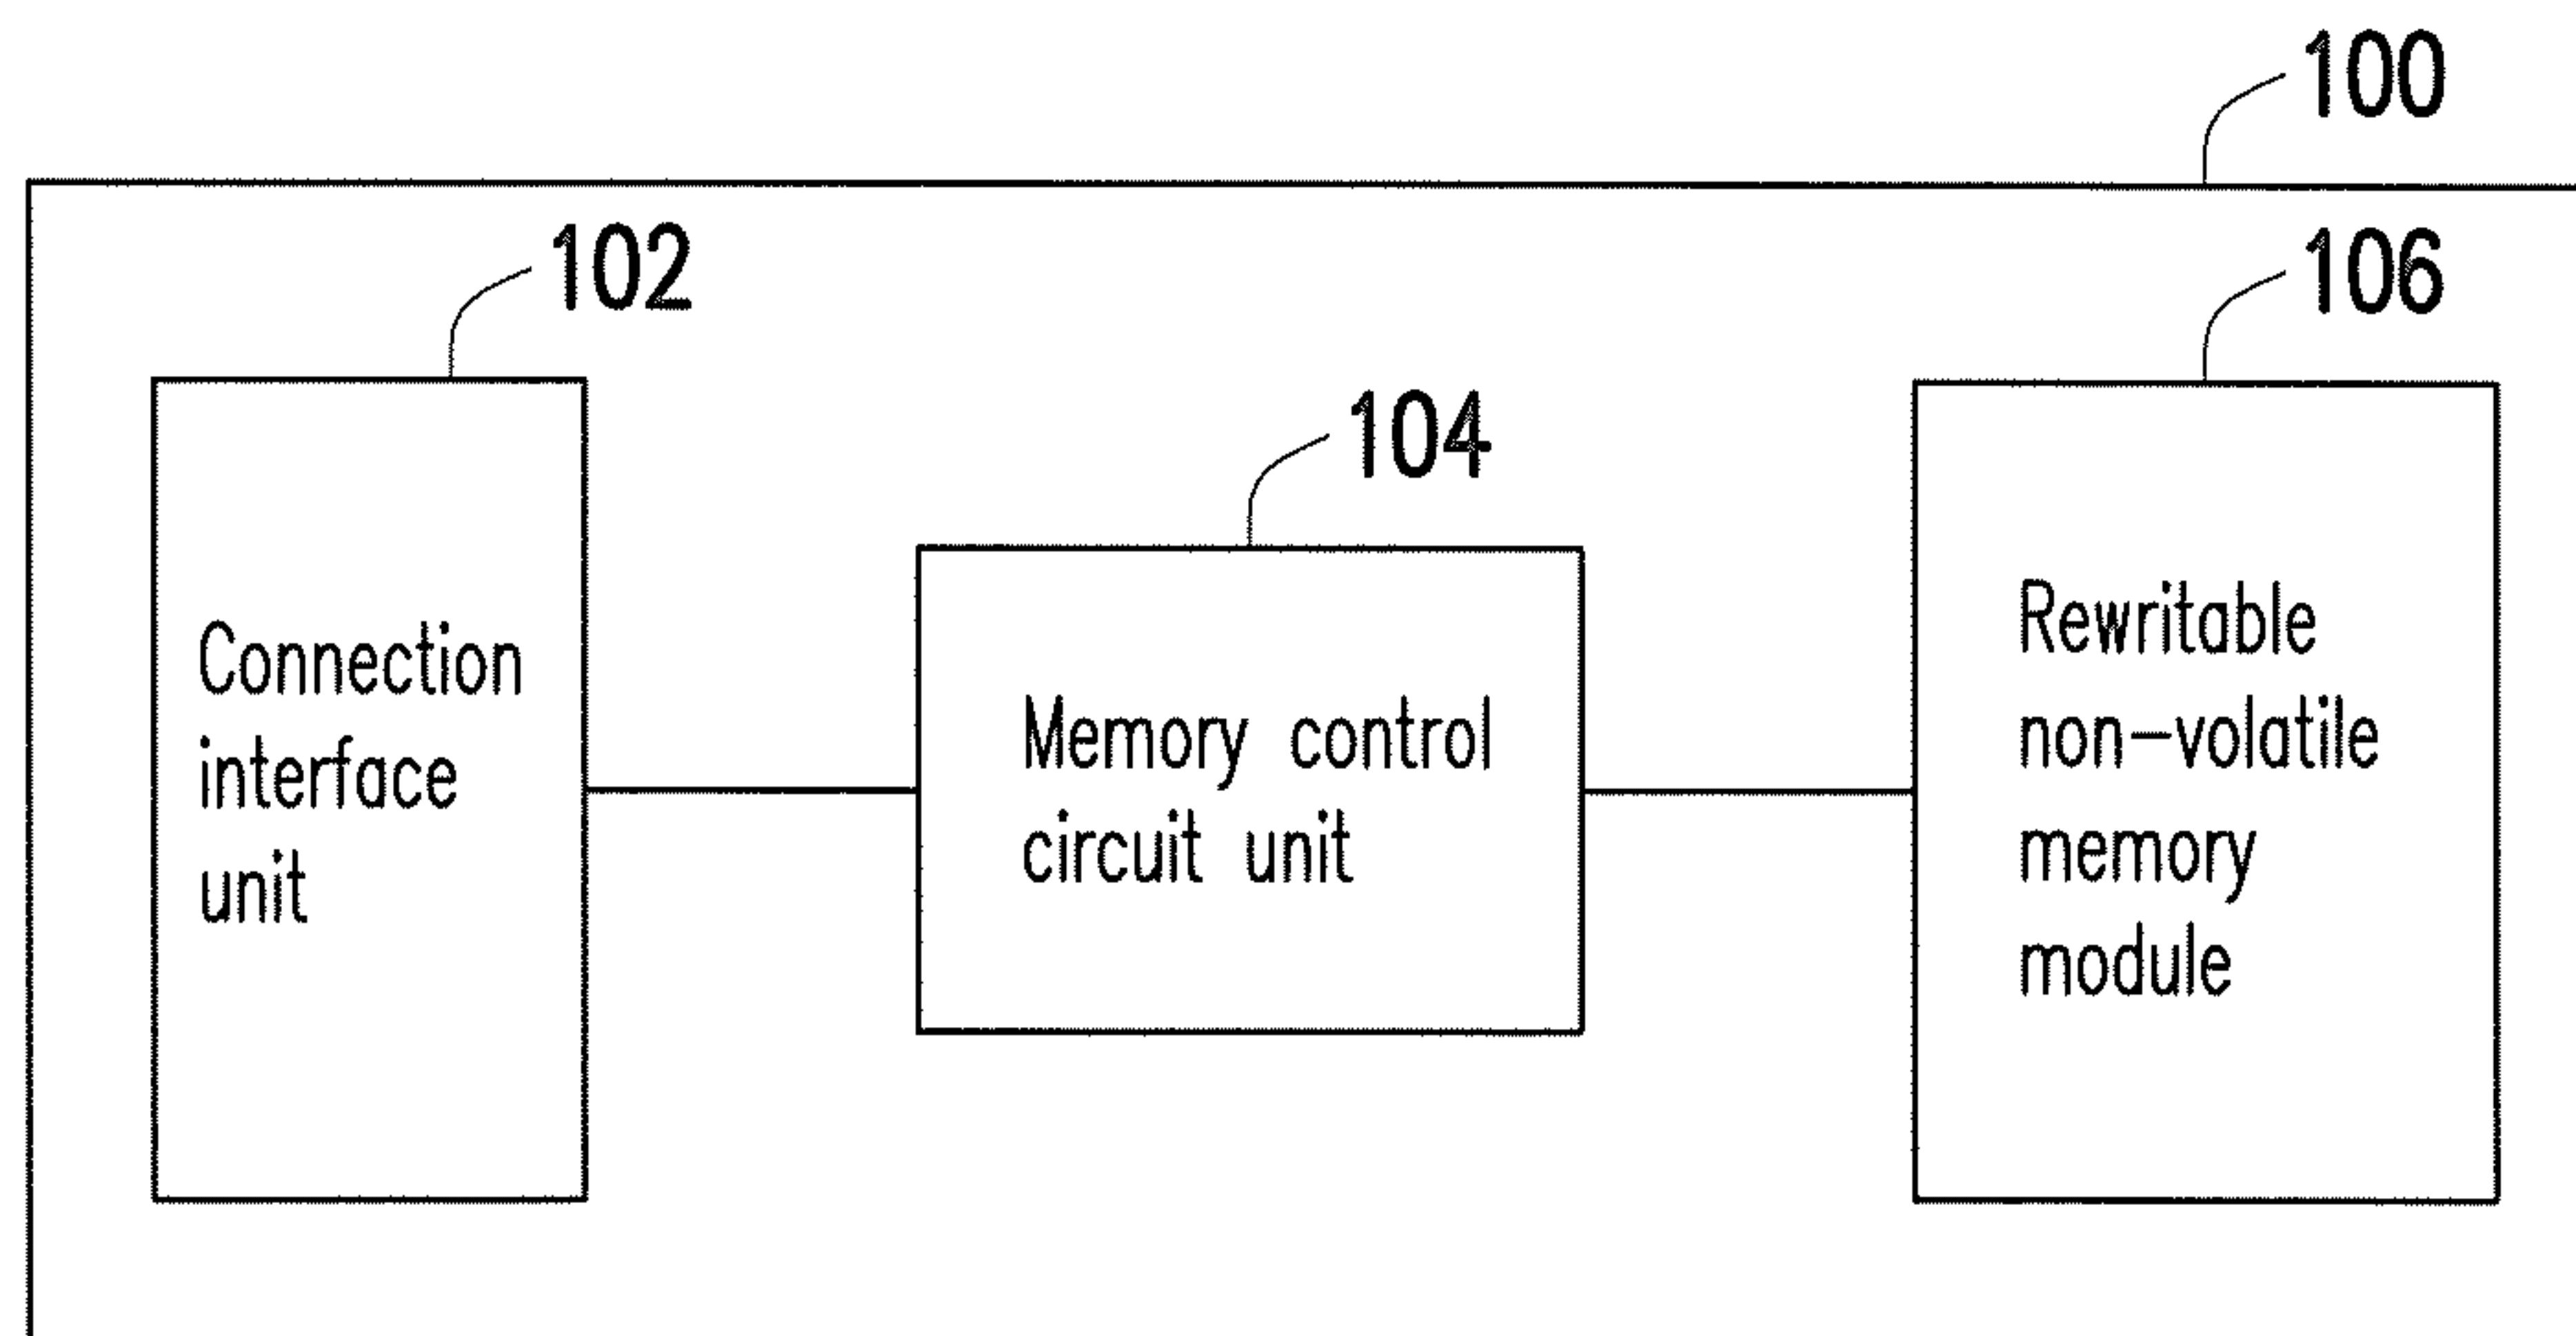 100
102
106
104
Connection
interface
unit
Memory control
circuit unit
Rewritable
non-volatile
memory
module